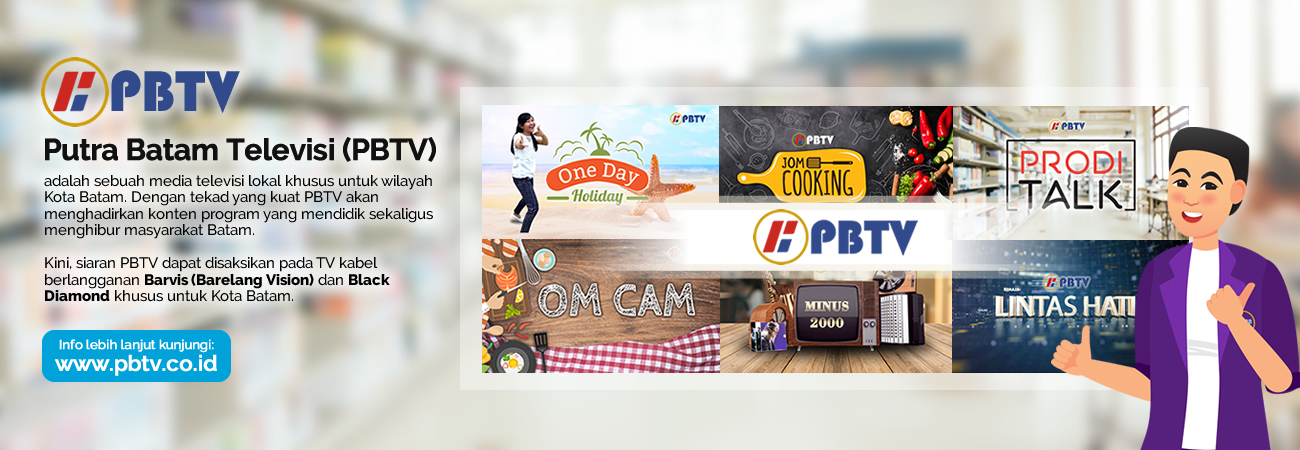 PBTV
Putra Batam Televisi (PBTV)
adalah sebuah media televisi lokal khusus untuk wilayah
Kota Batam. Dengan tekad yang kuat PBTV akan
menghadirkan konten program yang mendidik sekaligus
menghibur masyarakat Batam.
Kini, siaran PBTV dapat disaksikan pada TV kabel
berlangganan Barvis (Barelang Vision) dan Black
Diamond khusus untuk Kota Batam.
Info lebih lanjut kunjungi:
www.pbtv.co.id
PBTV
One Day
Holiday
PBTV
JOM
COOKING
PBTV
PRODI
TALK
PBTV
OM CAM
MINUS
2000
PBTV
LINTAS HATI